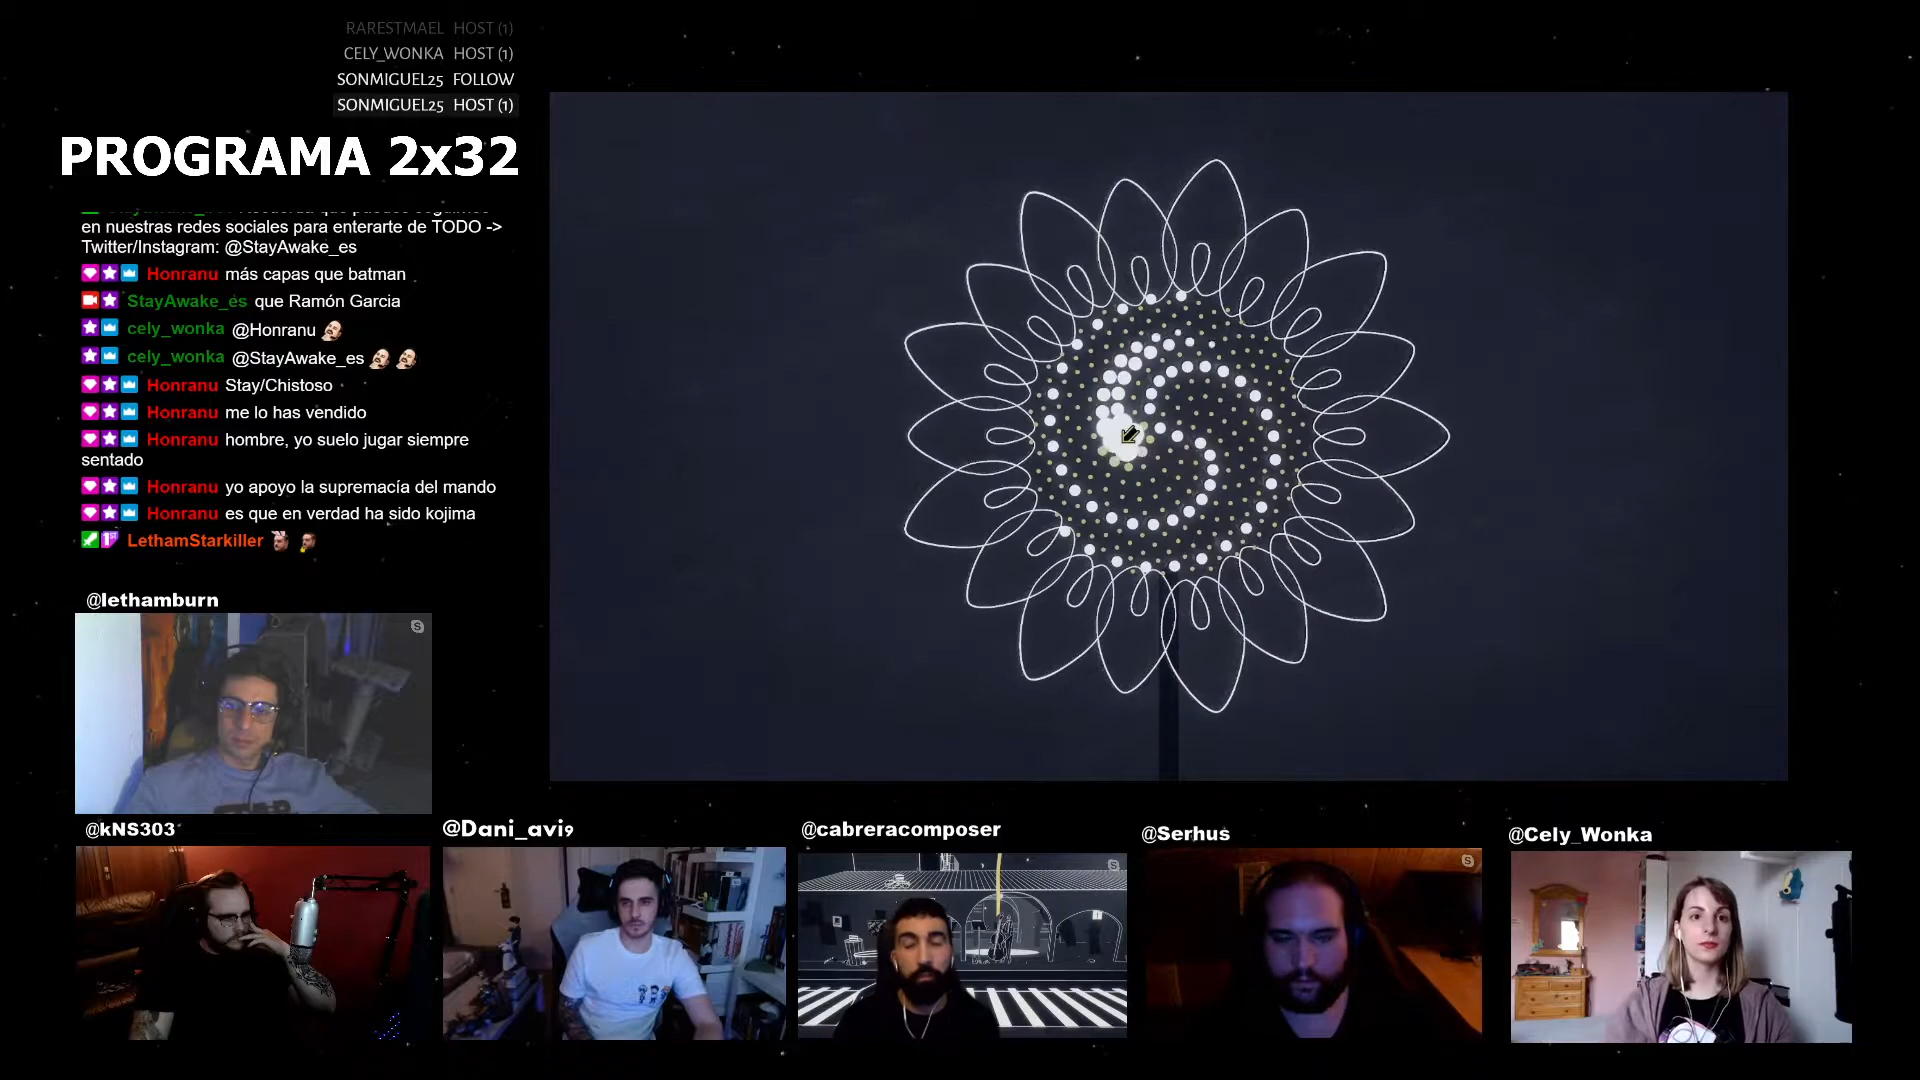 RARESTMAEL HOST (1)
CELY_WONKA HOST (1)
SONMIGUEL25 FOLLOW
SONMIGUEL25 HOST (1)
PROGRAMA 2x32
en nuestras redes sociales para enterarte de TODO ->
Twitter/Instagram: @StayAwake_es
Honranu más capas que batman
StayAwake_es que Ramón Garcia
cely_wonka @Honranu
cely_wonka @StayAwake_es
Honranu Stay/Chistoso
Honranu me lo has vendido
Honranu hombre, yo suelo jugar siempre
sentado
Honranu yo apoyo la supremacía del mando
Honranu es que en verdad ha sido kojima
LethamStarkiller
@lethamburn
@kNS303
@Dani_avi9
@cabreracomposer
@Serhus
@Cely_Wonka